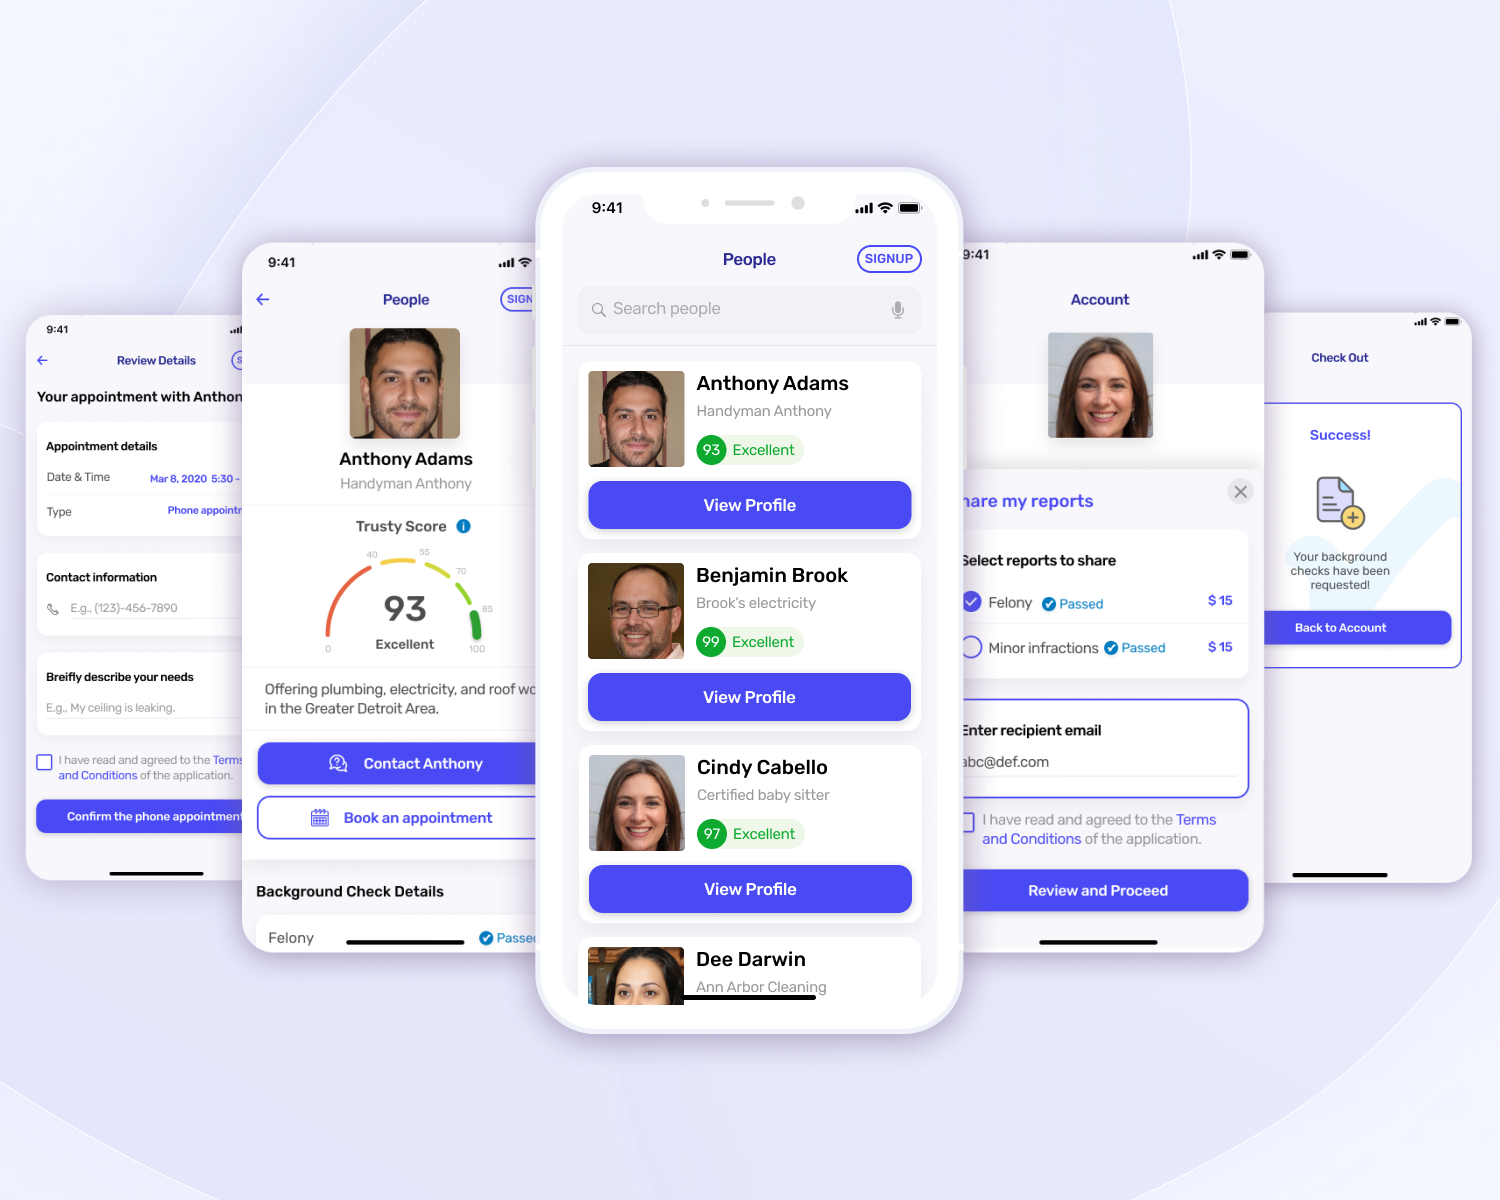 9:41
Review Details
S
Your appointment with Anthon
Appointment details
Date & Time
Mar 8, 2020 5:30 -
Type
Phone appoint
Contact information
E.g., (123)-456-7890
Breifly describe your needs
E.g., My ceiling is leaking.
I have read and agreed to the Terms
and Conditions of the application.
Confirm the phone appointment
9:41
People
SIGN
Anthony Adams
Handyman Anthony
Trusty Score
i
40
55
70
85
93
Excellent
0
100
Offering plumbing, electricity, and roof wo
in the Greater Detroit Area.
Contact Anthony
Book an appointment
Background Check Details
Felony
Passe
9:41
People
SIGNUP
Search people
Anthony Adams
Handyman Anthony
93 Excellent
View Profile
Benjamin Brook
Brook's electricity
99 Excellent
View Profile
Cindy Cabello
Certified baby sitter
97 Excellent
View Profile
Dee Darwin
Ann Arbor Cleaning
9:41
Account
hare my reports
Select reports to share
Felony
Passed
$ 15
Minor infractions
Passed
$ 15
Enter recipient email
abc@def.com
I have read and agreed to the Terms
and Conditions of the application.
Review and Proceed
Check Out
Success!
Your background
checks have been
requested!
Back to Account